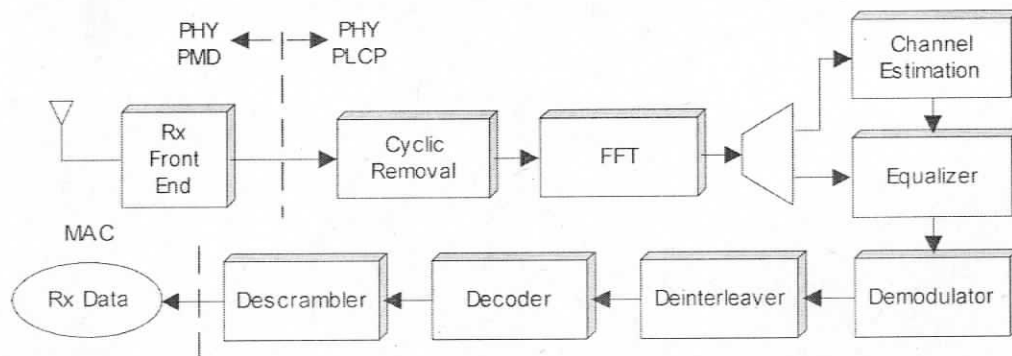 PHY
PMD
PHY
PLCP
Channel
Estimation
Rx
Front
End
Cyclic
Removal
FFT
Equalizer
MAC
Rx Data
Descrambler
Decoder
Deinterleaver
Demodulator